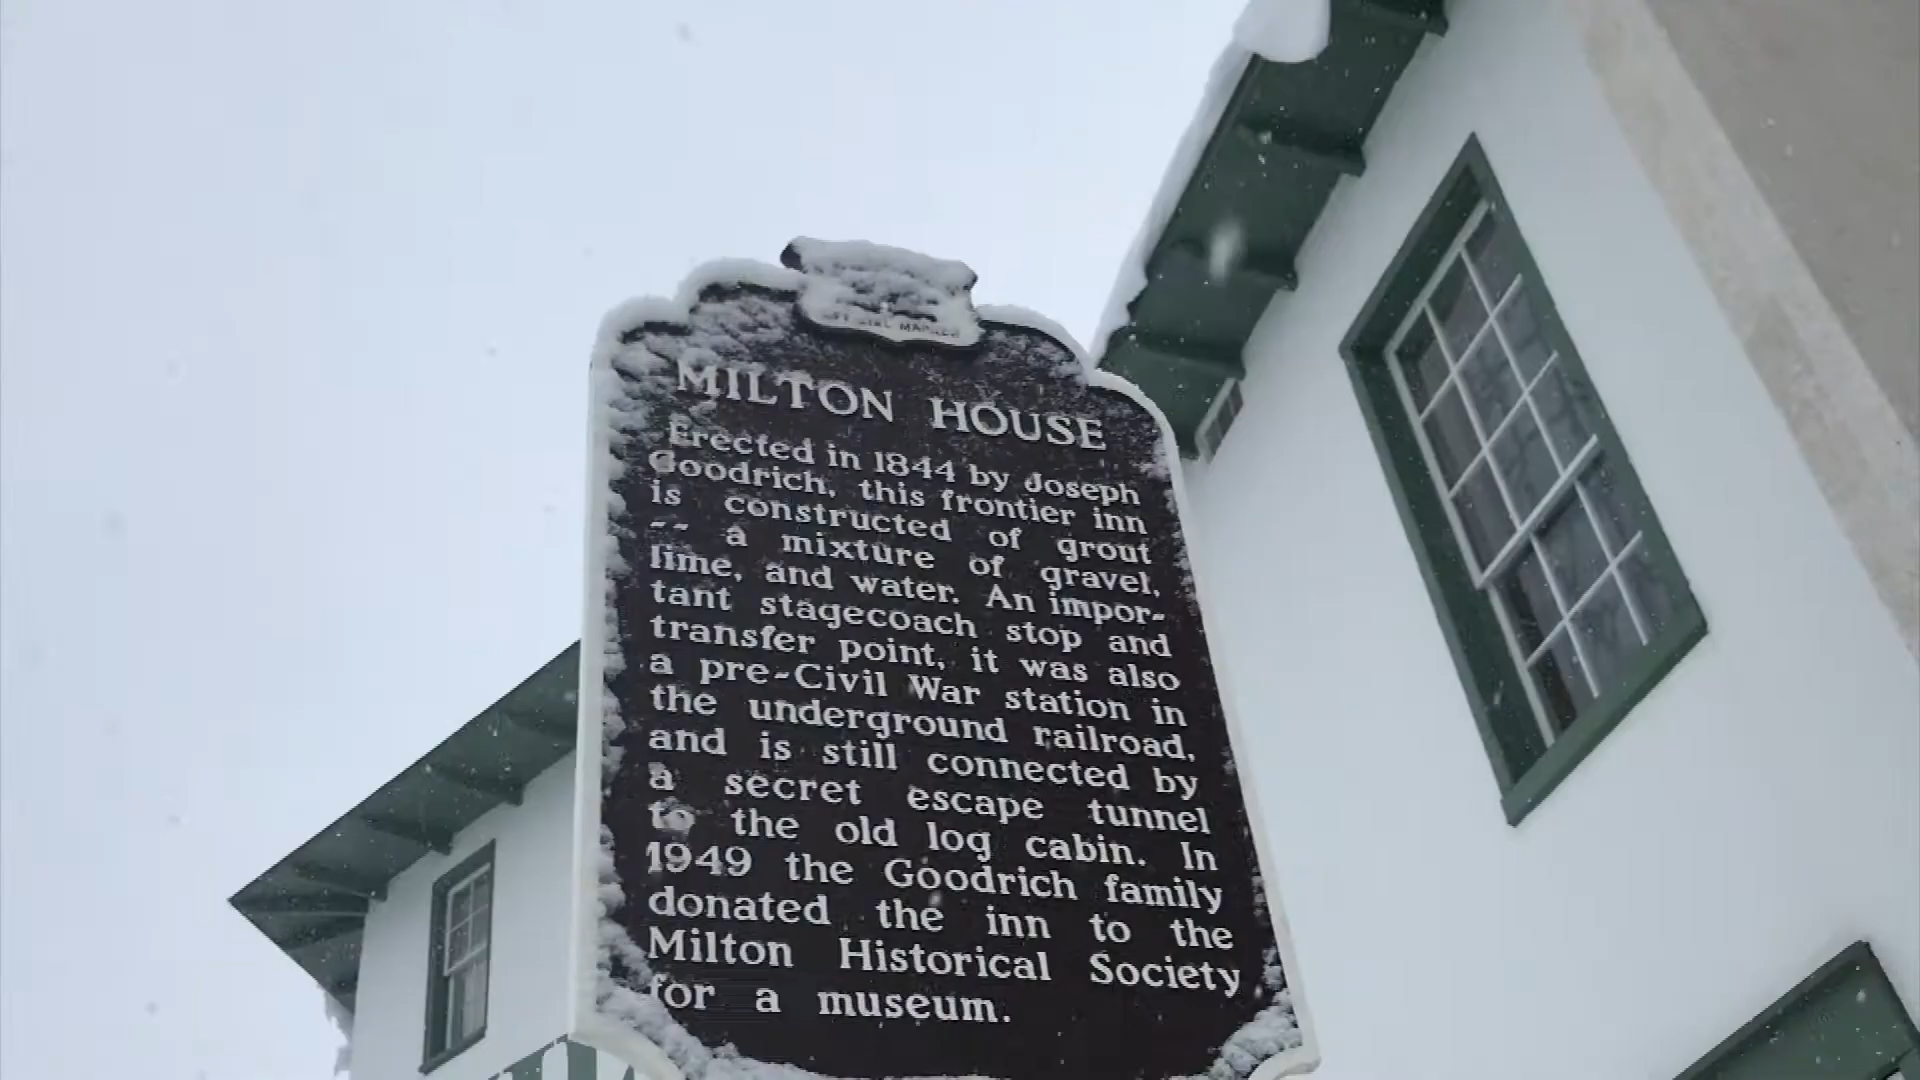 MILTON HOUSE
Erected in 1844 by Joseph
Goodrich, this frontier inn
is constructed of grout
-- a mixture of gravel,
lime, and water. An impor-
tant stagecoach stop and
transfer point, it was also
a pre-Civil War station in
the underground railroad,
and is still connected by
a secret escape tunnel
to the old log cabin. In
1949 the Goodrich family
donated the inn to the
Milton Historical Society
for a museum.